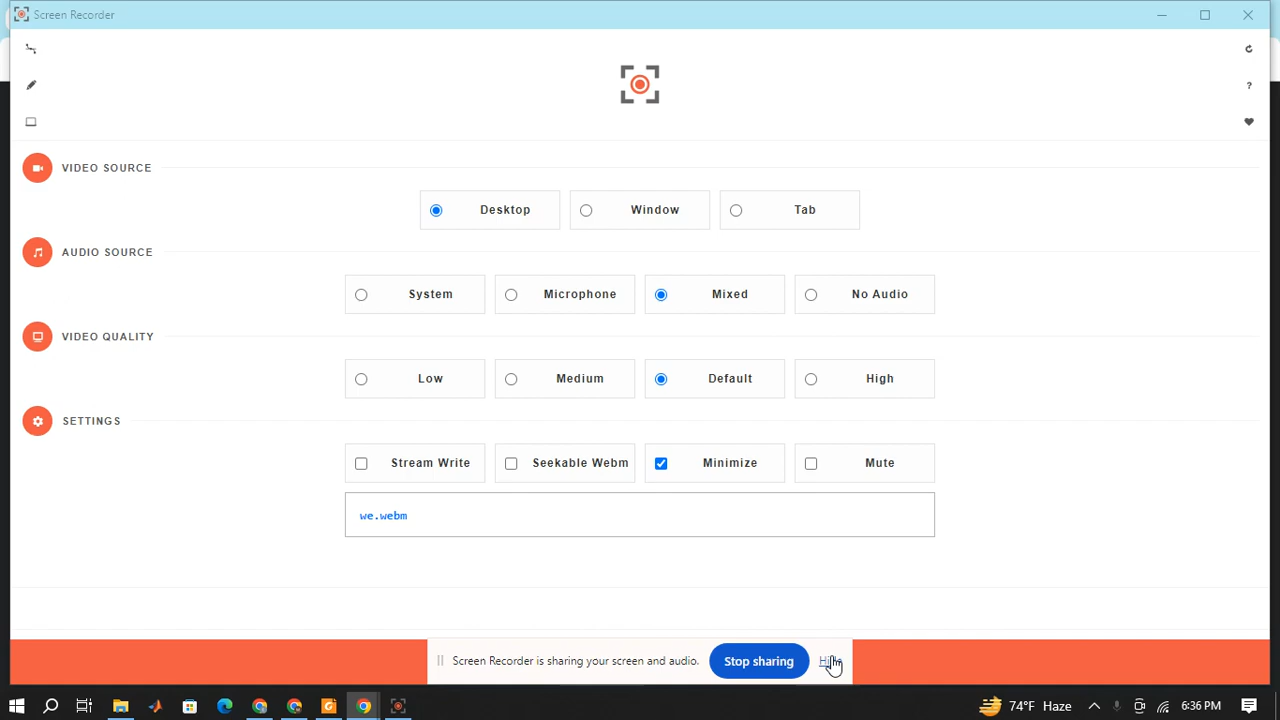 Screen Recorder
?
VIDEO SOURCE
Desktop Window Tab
AUDIO SOURCE
System Microphone Mixed No Audio
VIDEO QUALITY
Low Medium Default High
SETTINGS
Stream Write Seekable Webm Minimize Mute
we.webm
Screen Recorder is sharing your screen and audio. Stop sharing
74°F Haze 6:36 PM